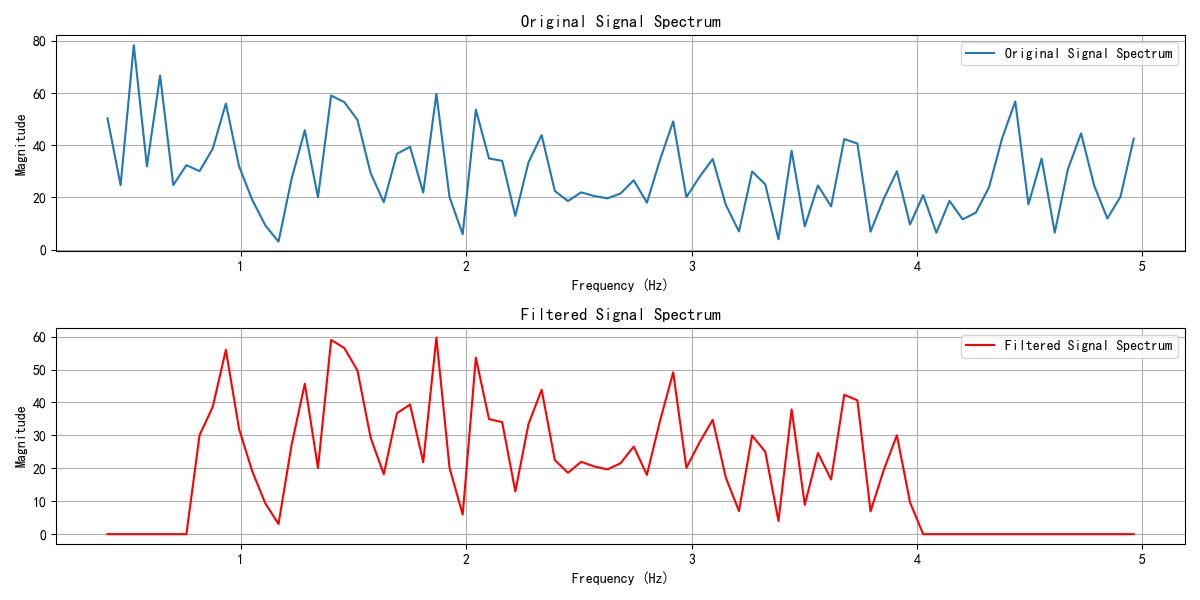 Original Signal Spectrum
80
60
40
20
0
Magnitude
Original Signal Spectrum
1 2 3 4 5
Frequency (Hz)
Filtered Signal Spectrum
60
50
40
30
20
10
0
Magnitude
Filtered Signal Spectrum
1 2 3 4 5
Frequency (Hz)